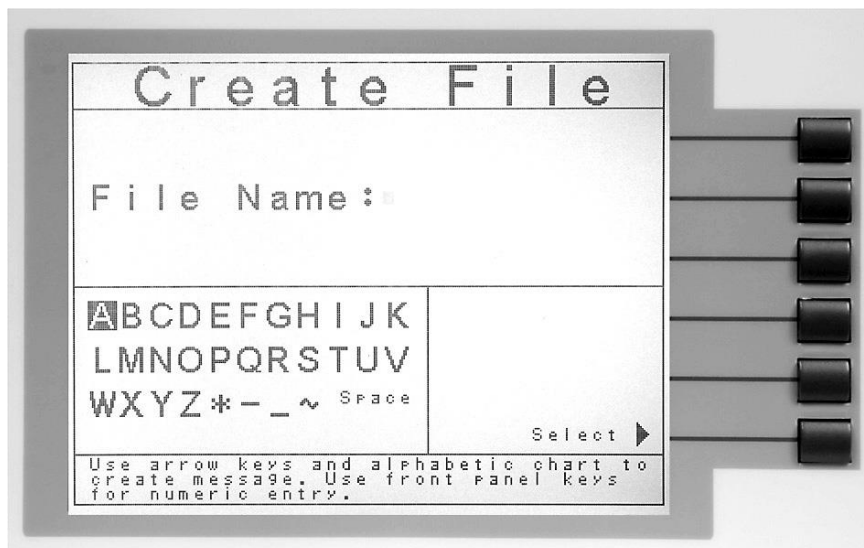 Create File
File Name:
ABCDEFGHIJK
LMNOPQRSTUV
WXYZ*-_~ Space
Select
Use arrow keys and alphabetic chart to
create message. Use front panel keys
for numeric entry.